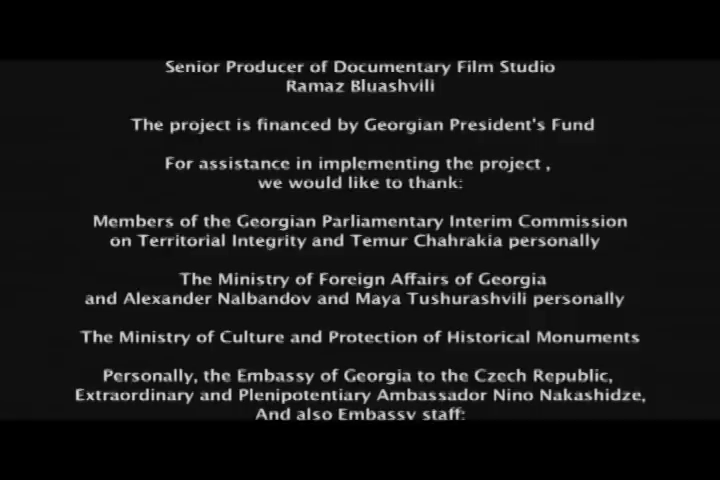 Senior Producer of Documentary Film Studio
Ramaz Bluashvili
The project is financed by Georgian President's Fund
For assistance in implementing the project ,
we would like to thank:
Members of the Georgian Parliamentary Interim Commission
on Territorial Integrity and Temur Chahrakia personally
The Ministry of Foreign Affairs of Georgia
and Alexander Nalbandov and Maya Tushurashvili personally
The Ministry of Culture and Protection of Historical Monuments
Personally, the Embassy of Georgia to the Czech Republic,
Extraordinary and Plenipotentiary Ambassador Nino Nakashidze,
And also Embassy staff: